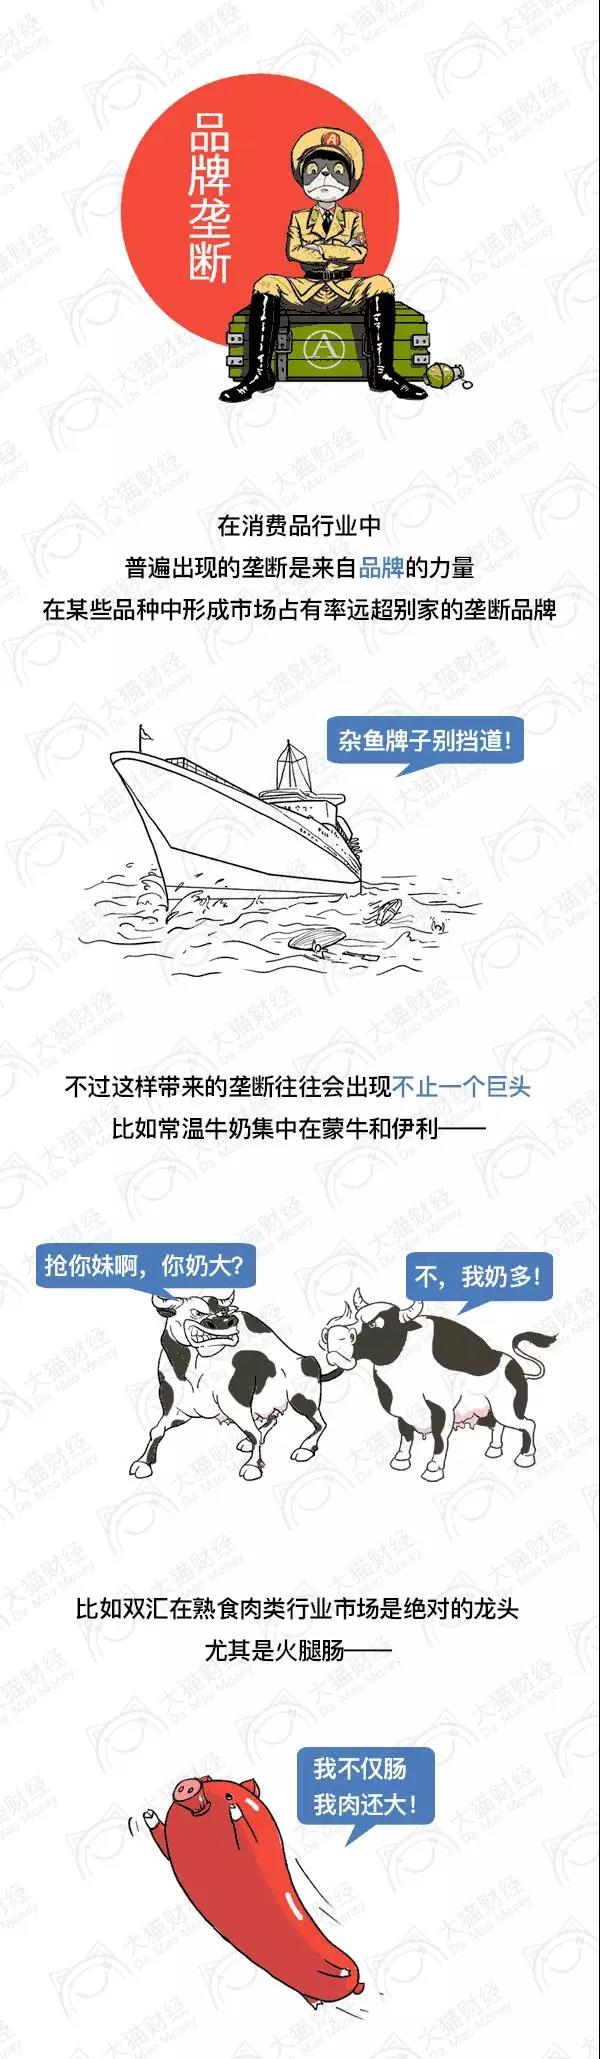 品牌垄断
A
A
在消费品行业中
普遍出现的垄断是来自品牌的力量
在某些品种中形成市场占有率远超别家的垄断品牌
杂鱼牌子别挡道!
不过这样带来的垄断往往会出现不止一个巨头
比如常温牛奶集中在蒙牛和伊利——
抢你妹啊，你奶大?
不，我奶多!
比如双汇在熟食肉类行业市场是绝对的龙头
尤其是火腿肠——
我不仅肠
我肉还大!
大猫财经
Da Mao Money